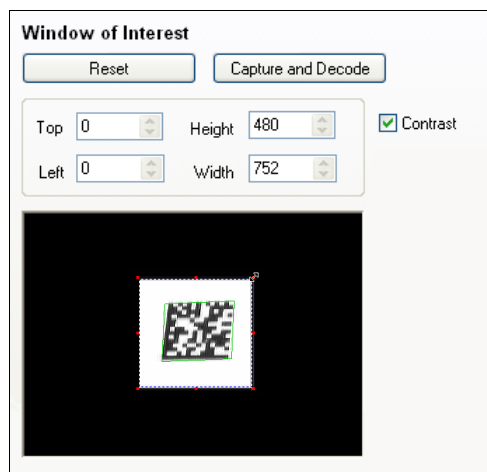 Window of Interest
Reset
Capture and Decode
Top 0 Height 480
Contrast
Left 0 Width 752